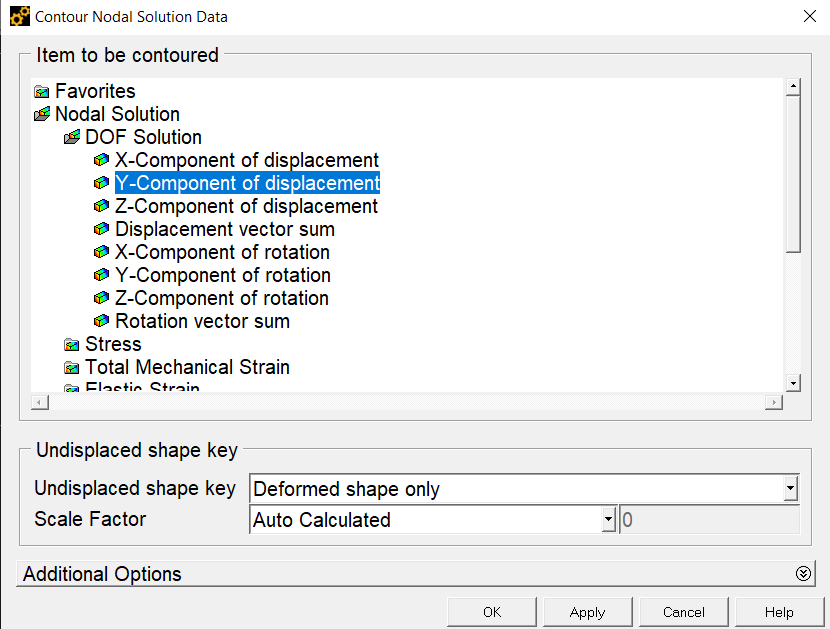 Contour Nodal Solution Data
Item to be contoured
Favorites
Nodal Solution
DOF Solution
X-Component of displacement
Y-Component of displacement
Z-Component of displacement
Displacement vector sum
X-Component of rotation
Y-Component of rotation
Z-Component of rotation
Rotation vector sum
Stress
Total Mechanical Strain
Elastic Strain
Undisplaced shape key
Undisplaced shape key Deformed shape only
Scale Factor Auto Calculated 0
Additional Options
OK Apply Cancel Help